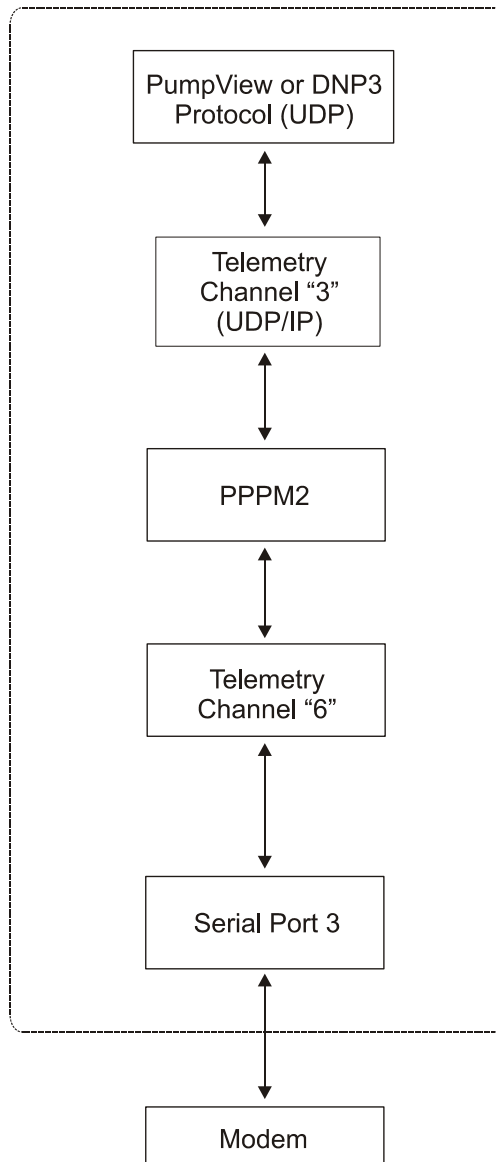 PumpView or DNP3
Protocol (UDP)
Telemetry
Channel “3”
(UDP/IP)
PPPM2
Telemetry
Channel “6”
Serial Port 3
Modem